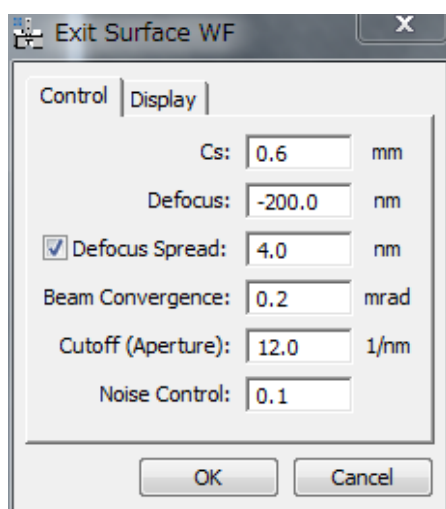 Exit Surface WF
Control Display
Cs: 0.6 mm
Defocus: -200.0 nm
Defocus Spread: 4.0 nm
Beam Convergence: 0.2 mrad
Cutoff (Aperture): 12.0 1/nm
Noise Control: 0.1
OK Cancel